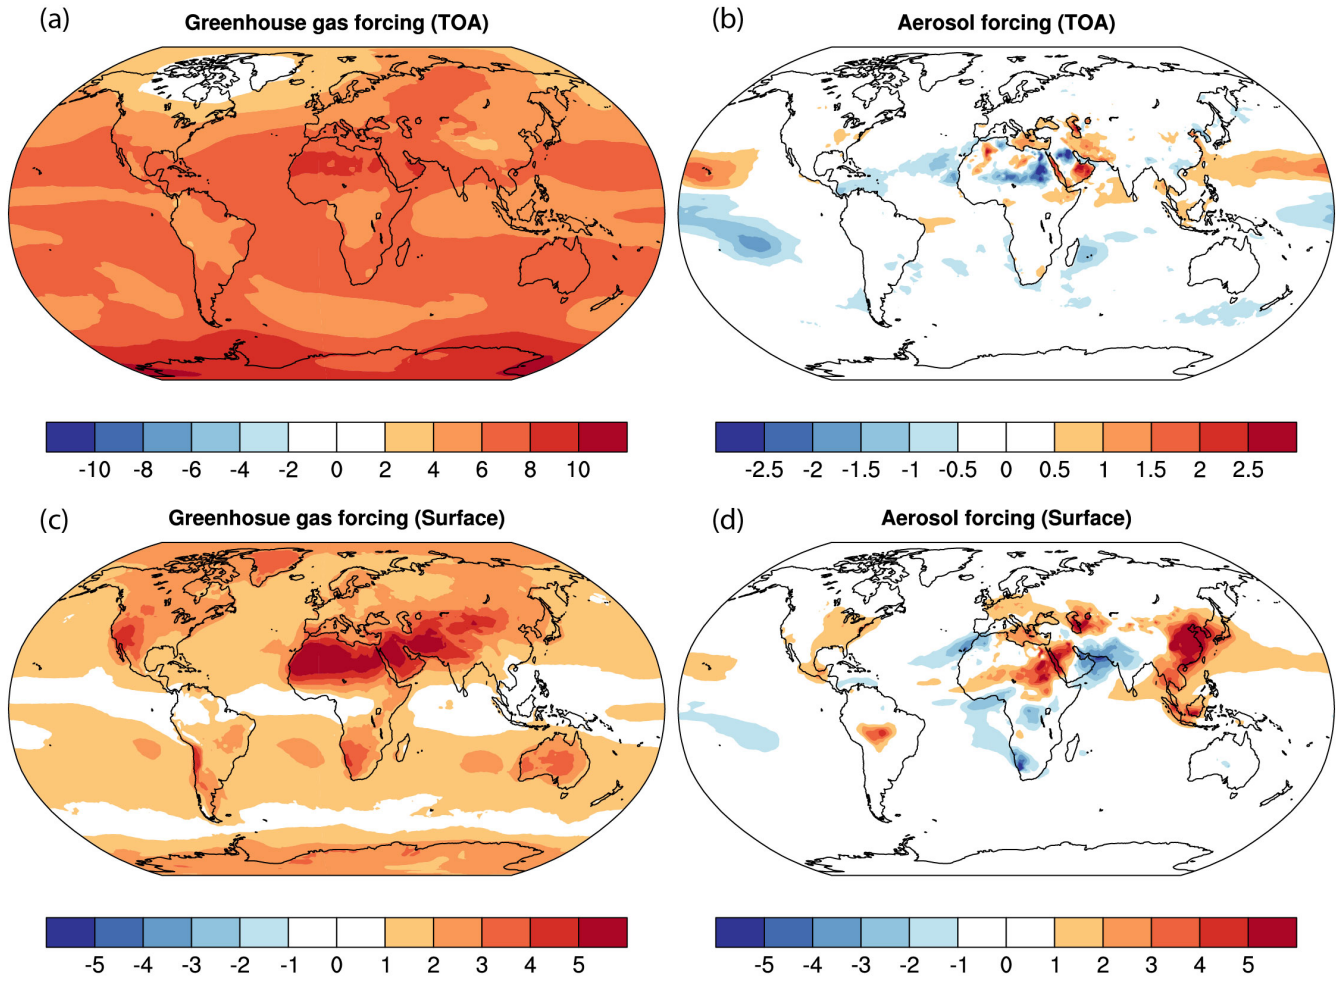 (a)
Greenhouse gas forcing (TOA)
(b)
Aerosol forcing (TOA)
-10 -8 -6 -4 -2 0 2 4 6 8 10
-2.5 -2 -1.5 -1 -0.5 0 0.5 1 1.5 2 2.5
(c)
Greenhosue gas forcing (Surface)
(d)
Aerosol forcing (Surface)
-5 -4 -3 -2 -1 0 1 2 3 4 5
-5 -4 -3 -2 -1 0 1 2 3 4 5